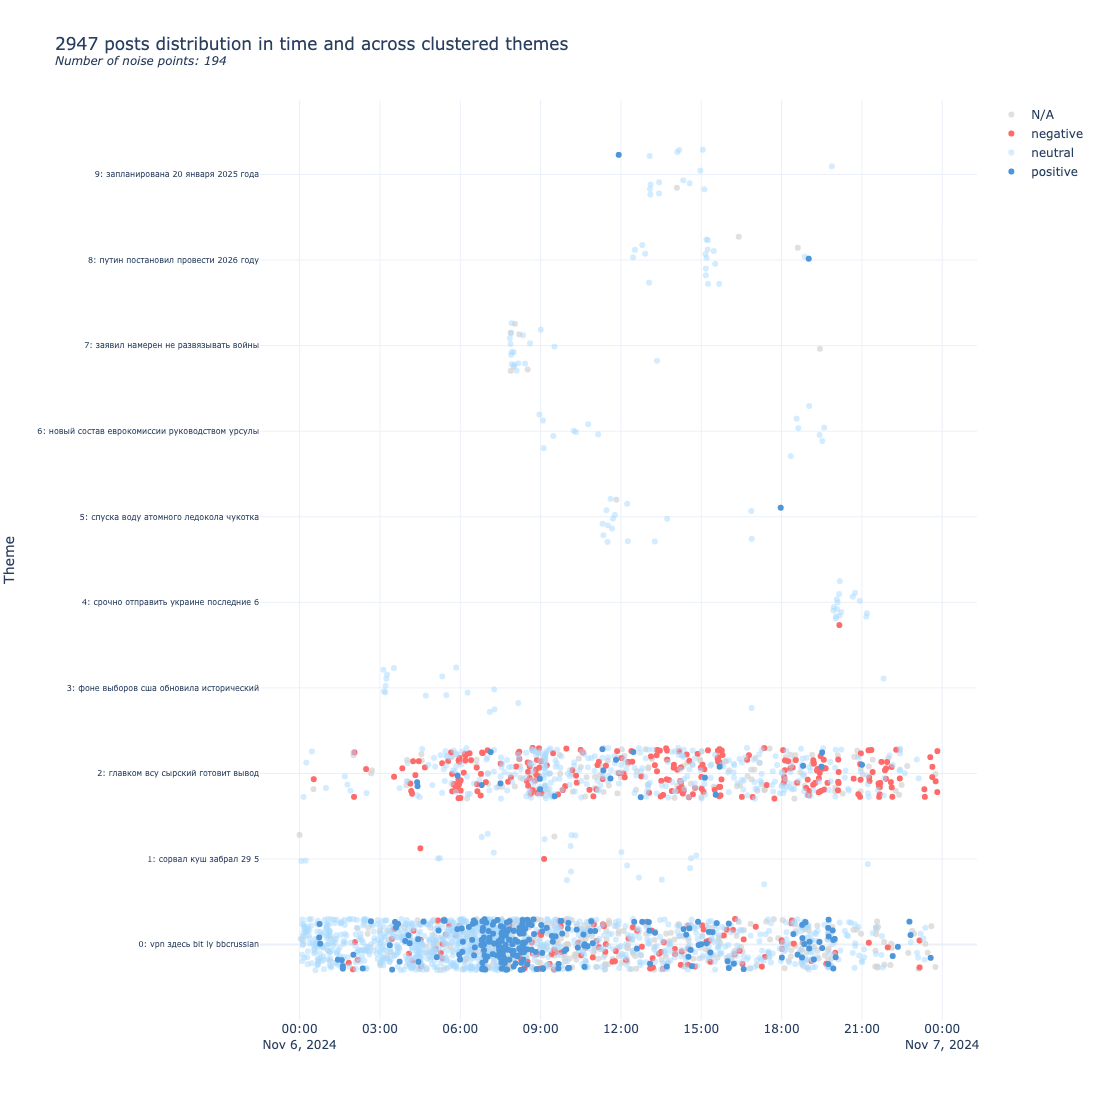 2947 posts distribution in time and across clustered themes
Number of noise points: 194
N/A
negative
neutral
positive
9: запланирована 20 января 2025 года
8: путин постановил провести 2026 году
7: заявил намерен не развязывать войны
6: новый состав еврокомиссии руководством урсулы
5: спуска воду атомного ледокола чукотка
4: срочно отправить украине последние 6
3: фоне выборов сша обновила исторический
2: главком всу сырский готовит вывод
1: сорвал куш забрал 29 5
0: vpn здесь bit ly bbcrussian
Theme
00:00 03:00 06:00 09:00 12:00 15:00 18:00 21:00 00:00
Nov 6, 2024 Nov 7, 2024